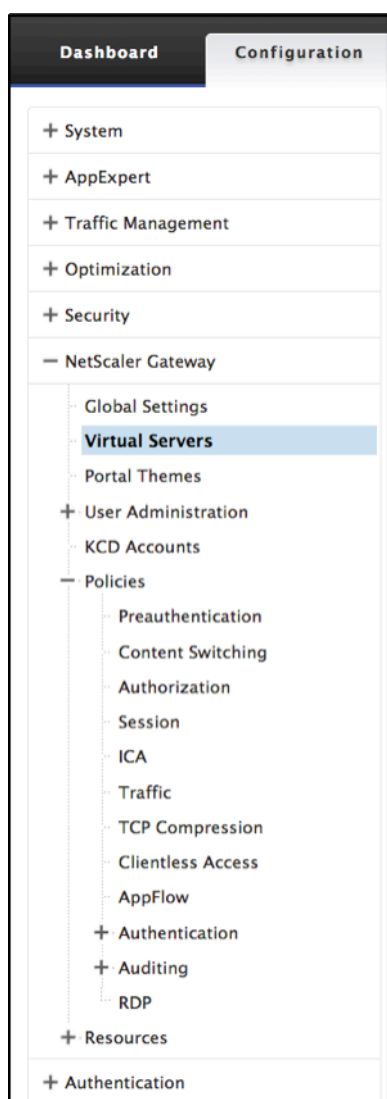 Dashboard Configuration
System
AppExpert
Traffic Management
Optimization
Security
NetScaler Gateway
Global Settings
Virtual Servers
Portal Themes
User Administration
KCD Accounts
Policies
Preauthentication
Content Switching
Authorization
Session
ICA
Traffic
TCP Compression
Clientless Access
AppFlow
Authentication
Auditing
RDP
Resources
Authentication